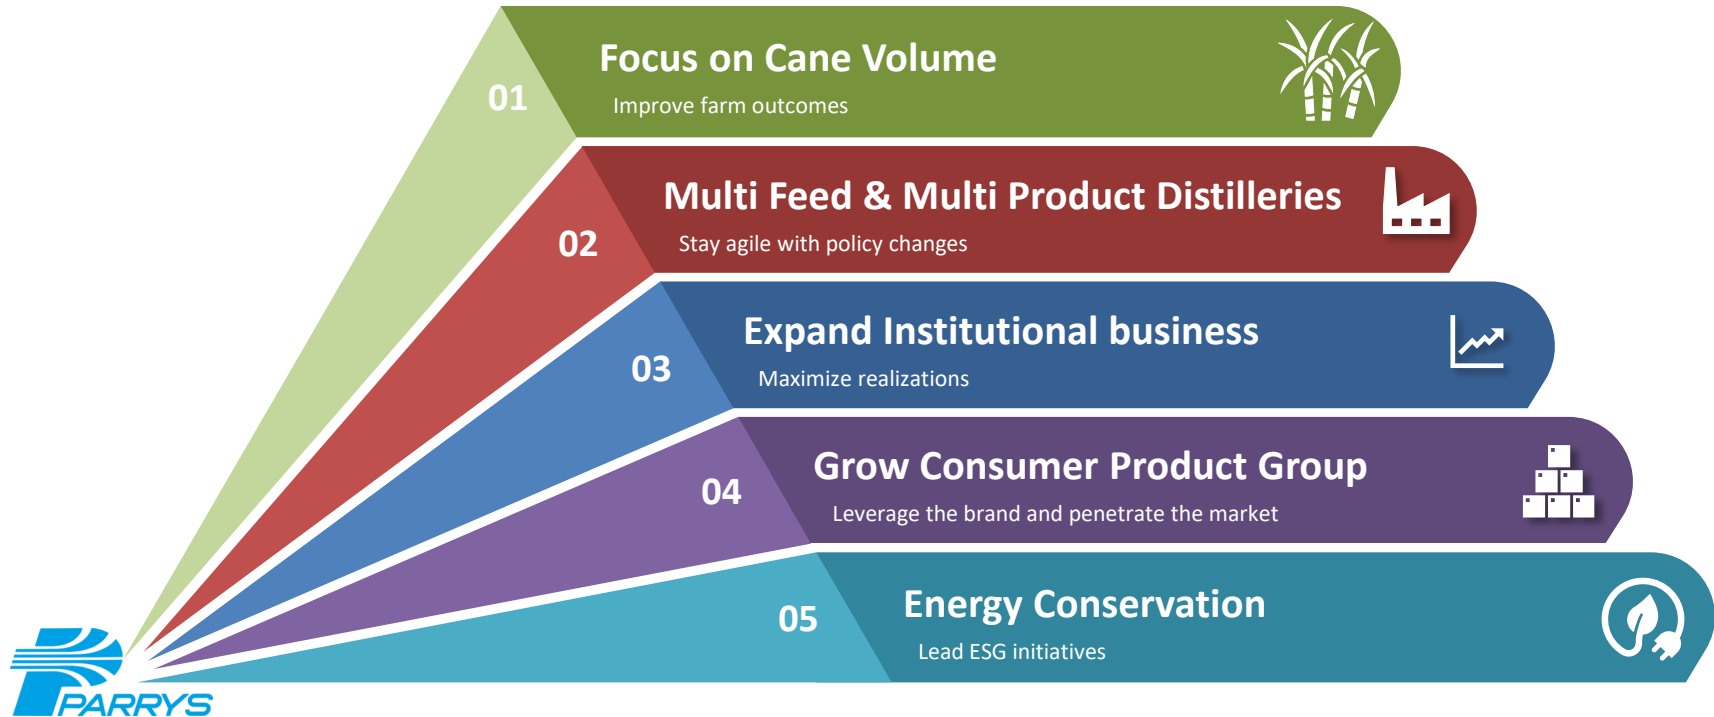 01
Focus on Cane Volume
Improve farm outcomes
02
Multi Feed & Multi Product Distilleries
Stay agile with policy changes
03
Expand Institutional business
Maximize realizations
04
Grow Consumer Product Group
Leverage the brand and penetrate the market
05
Energy Conservation
Lead ESG initiatives
PARRYS